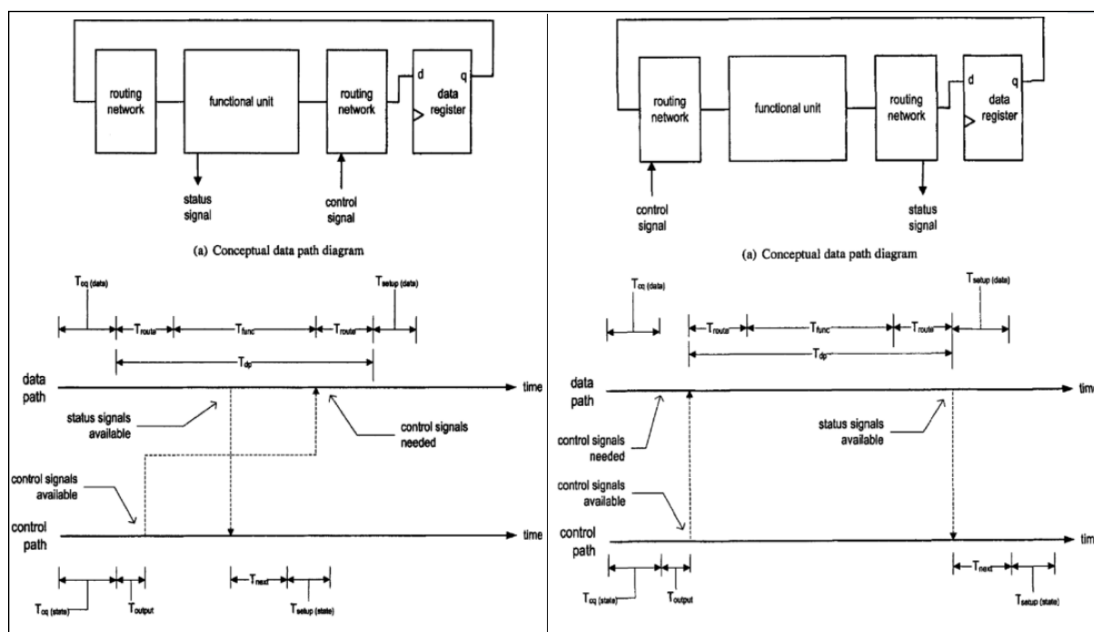 routing
network
functional unit
routing
network
d
q
data
register
status
signal
control
signal
(a) Conceptual data path diagram
Tcq (data)
Tsetup (data)
Troute
Tfunc
Troute
Tdp
data
path
time
status signals
available
control signals
needed
control signals
available
control
path
time
Tnext
Tcq (state)
Toutput
Tsetup (state)
routing
network
functional unit
routing
network
d
q
data
register
control
signal
status
signal
(a) Conceptual data path diagram
Tcq (data)
Tsetup (data)
Troute
Tfunc
Troute
Tdp
data
path
time
control signals
needed
status signals
available
control signals
available
control
path
time
Tnext
Tcq (state)
Toutput
Tsetup (state)